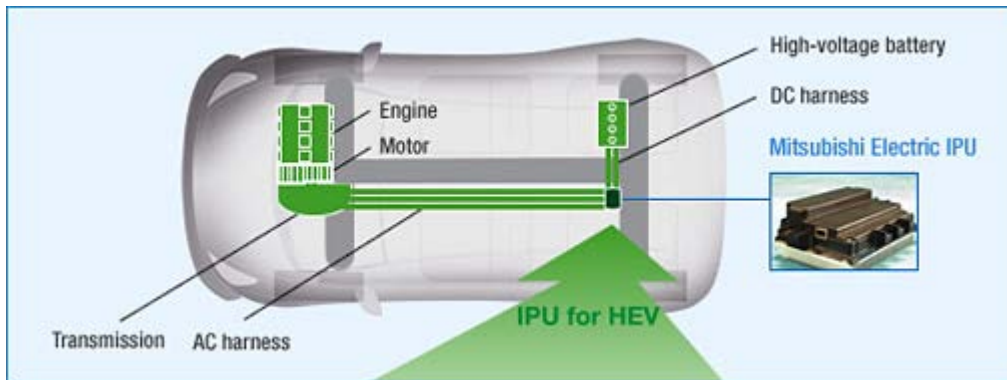 High-voltage battery
DC harness
Engine
Motor
Mitsubishi Electric IPU
IPU for HEV
Transmission
AC harness